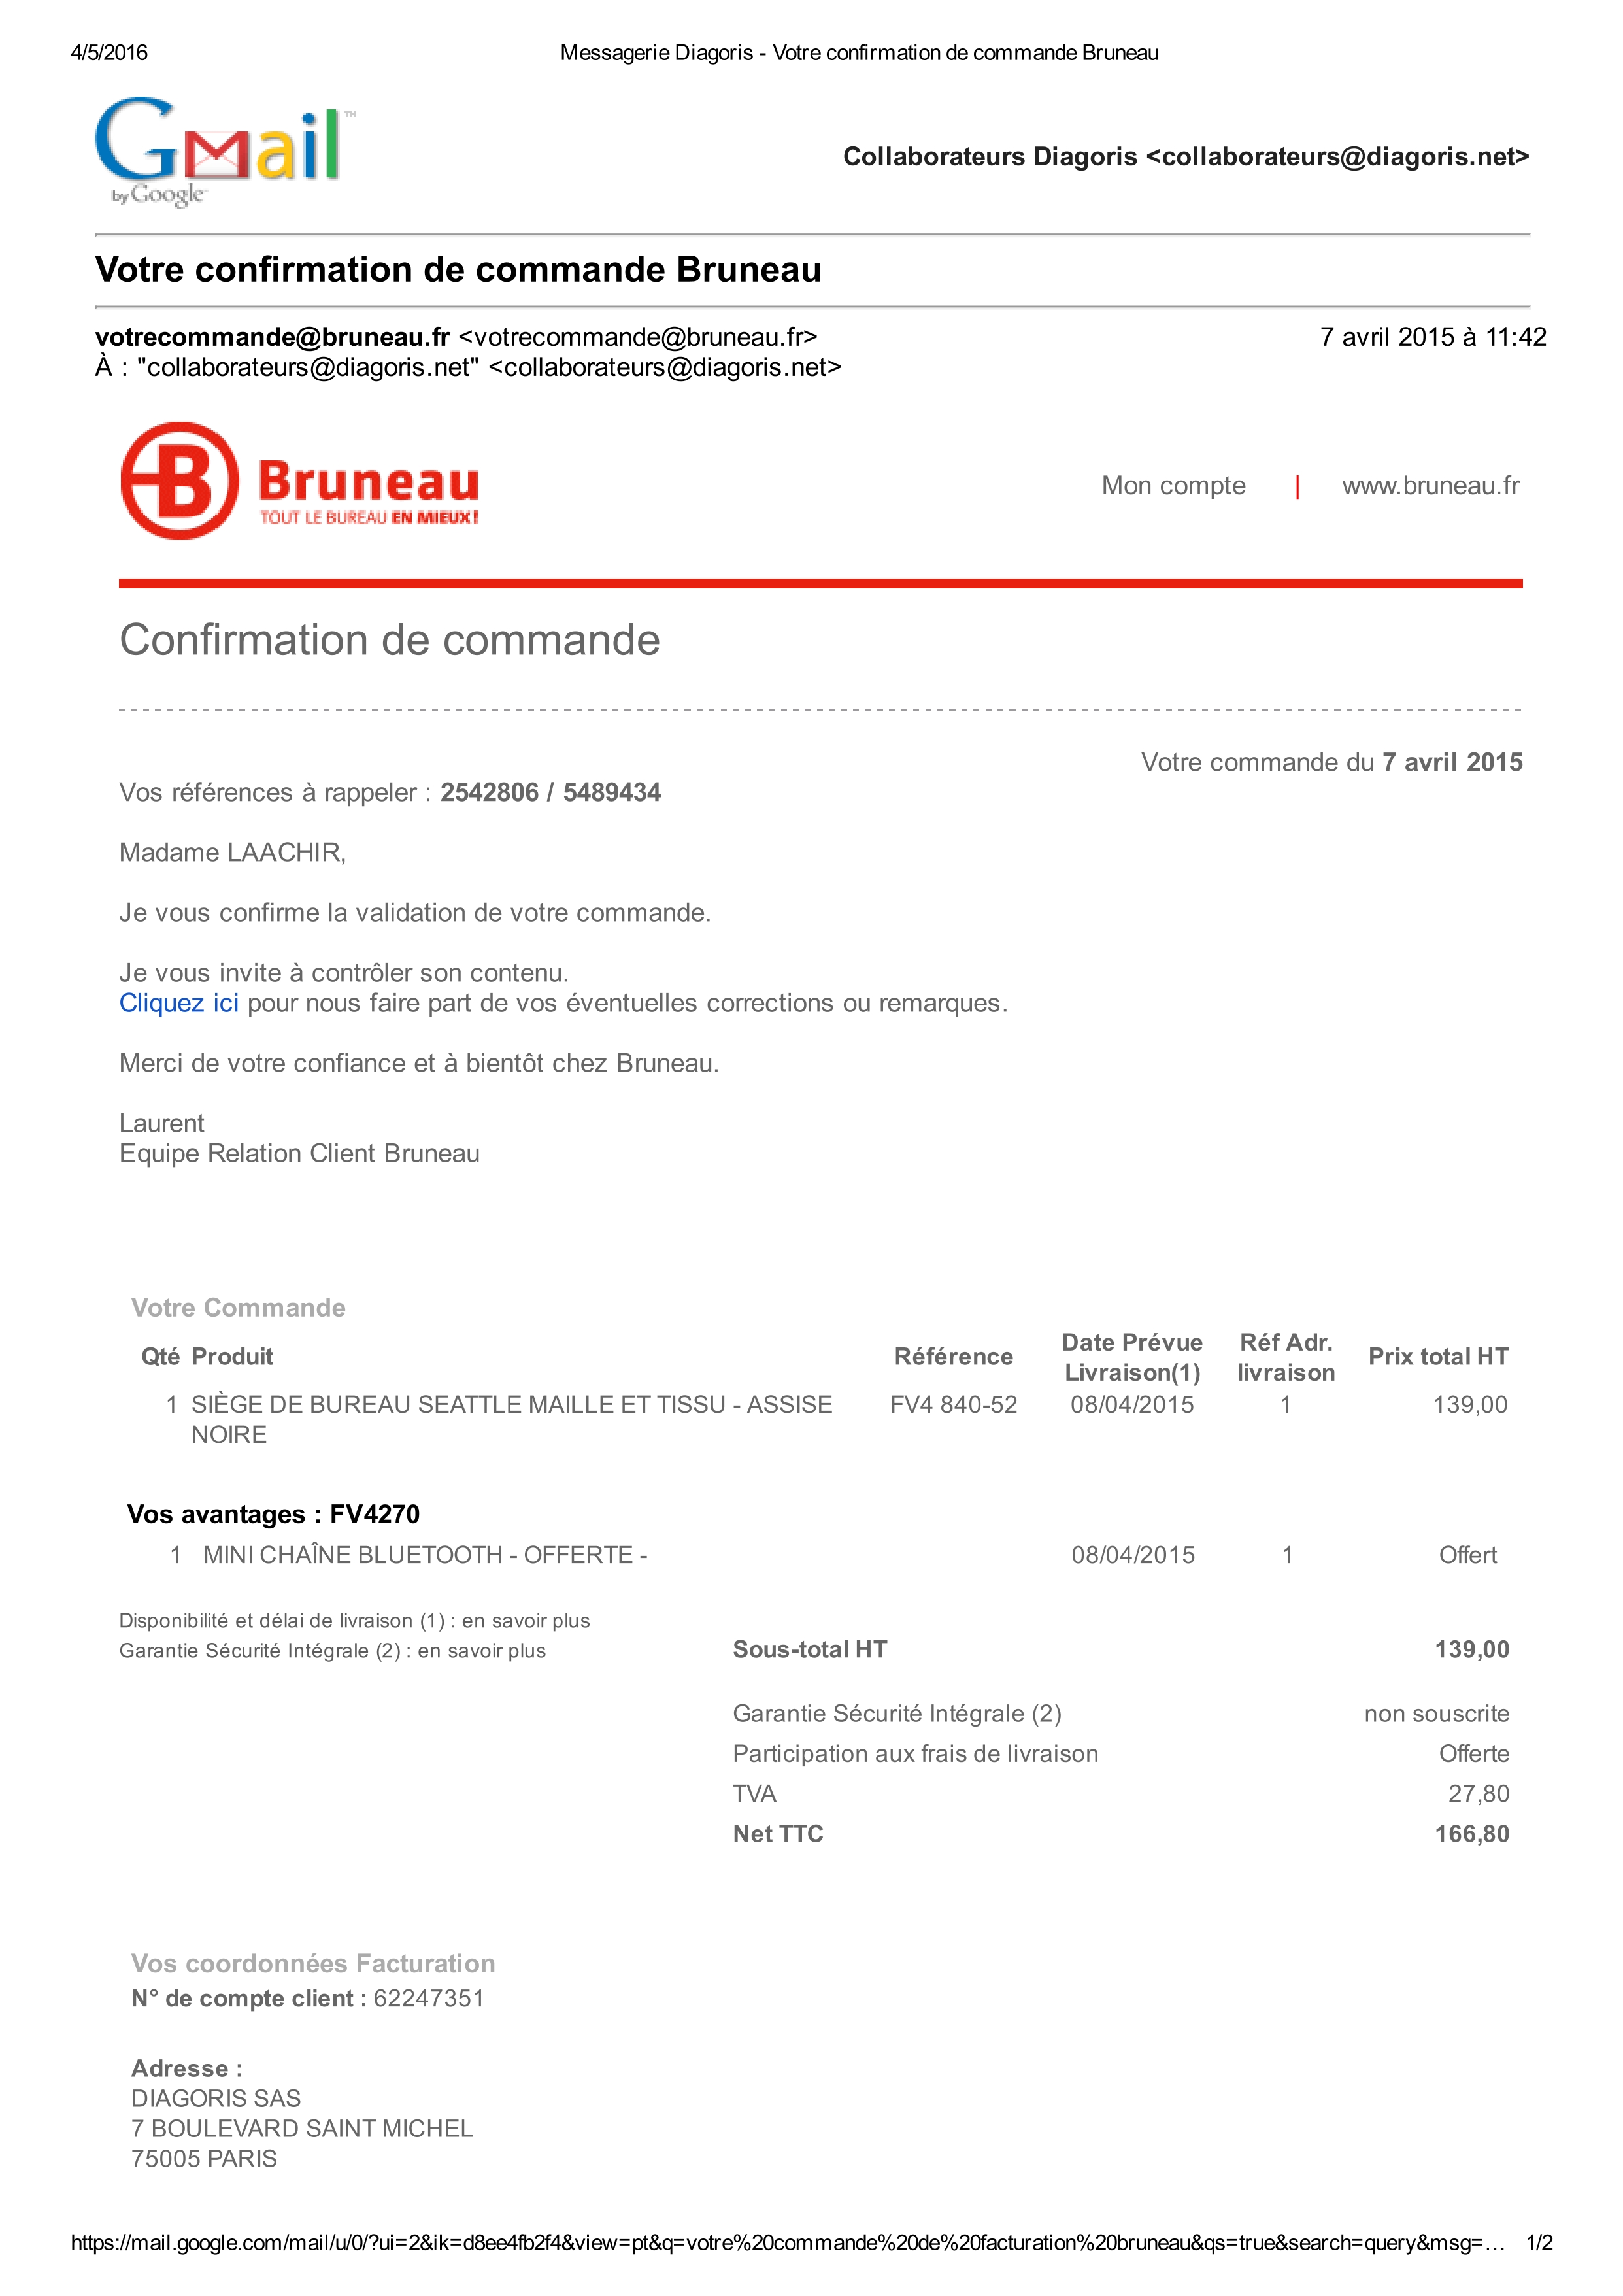 4/5/2016 Messagerie Diagoris - Votre confirmation de commande Bruneau
Gmail™
by Google
Collaborateurs Diagoris <collaborateurs@diagoris.net>
Votre confirmation de commande Bruneau
votrecommande@bruneau.fr <votrecommande@bruneau.fr> 7 avril 2015 à 11:42
À : "collaborateurs@diagoris.net" <collaborateurs@diagoris.net>
B Bruneau
TOUT LE BUREAU EN MIEUX!
Mon compte | www.bruneau.fr
Confirmation de commande
Votre commande du 7 avril 2015
Vos références à rappeler : 2542806 / 5489434
Madame LAACHIR,
Je vous confirme la validation de votre commande.
Je vous invite à contrôler son contenu.
Cliquez ici pour nous faire part de vos éventuelles corrections ou remarques.
Merci de votre confiance et à bientôt chez Bruneau.
Laurent
Equipe Relation Client Bruneau
Votre Commande
Qté Produit Référence Date Prévue Livraison(1) Réf Adr. livraison Prix total HT
1 SIÈGE DE BUREAU SEATTLE MAILLE ET TISSU - ASSISE FV4 840-52 08/04/2015 1 139,00
NOIRE
Vos avantages : FV4270
1 MINI CHAÎNE BLUETOOTH - OFFERTE - 08/04/2015 1 Offert
Disponibilité et délai de livraison (1) : en savoir plus
Garantie Sécurité Intégrale (2) : en savoir plus
Sous-total HT 139,00
Garantie Sécurité Intégrale (2) non souscrite
Participation aux frais de livraison Offerte
TVA 27,80
Net TTC 166,80
Vos coordonnées Facturation
N° de compte client : 62247351
Adresse :
DIAGORIS SAS
7 BOULEVARD SAINT MICHEL
75005 PARIS
https://mail.google.com/mail/u/0/?ui=2&ik=d8ee4fb2f4&view=pt&q=votre%20commande%20de%20facturation%20bruneau&qs=true&search=query&msg=… 1/2